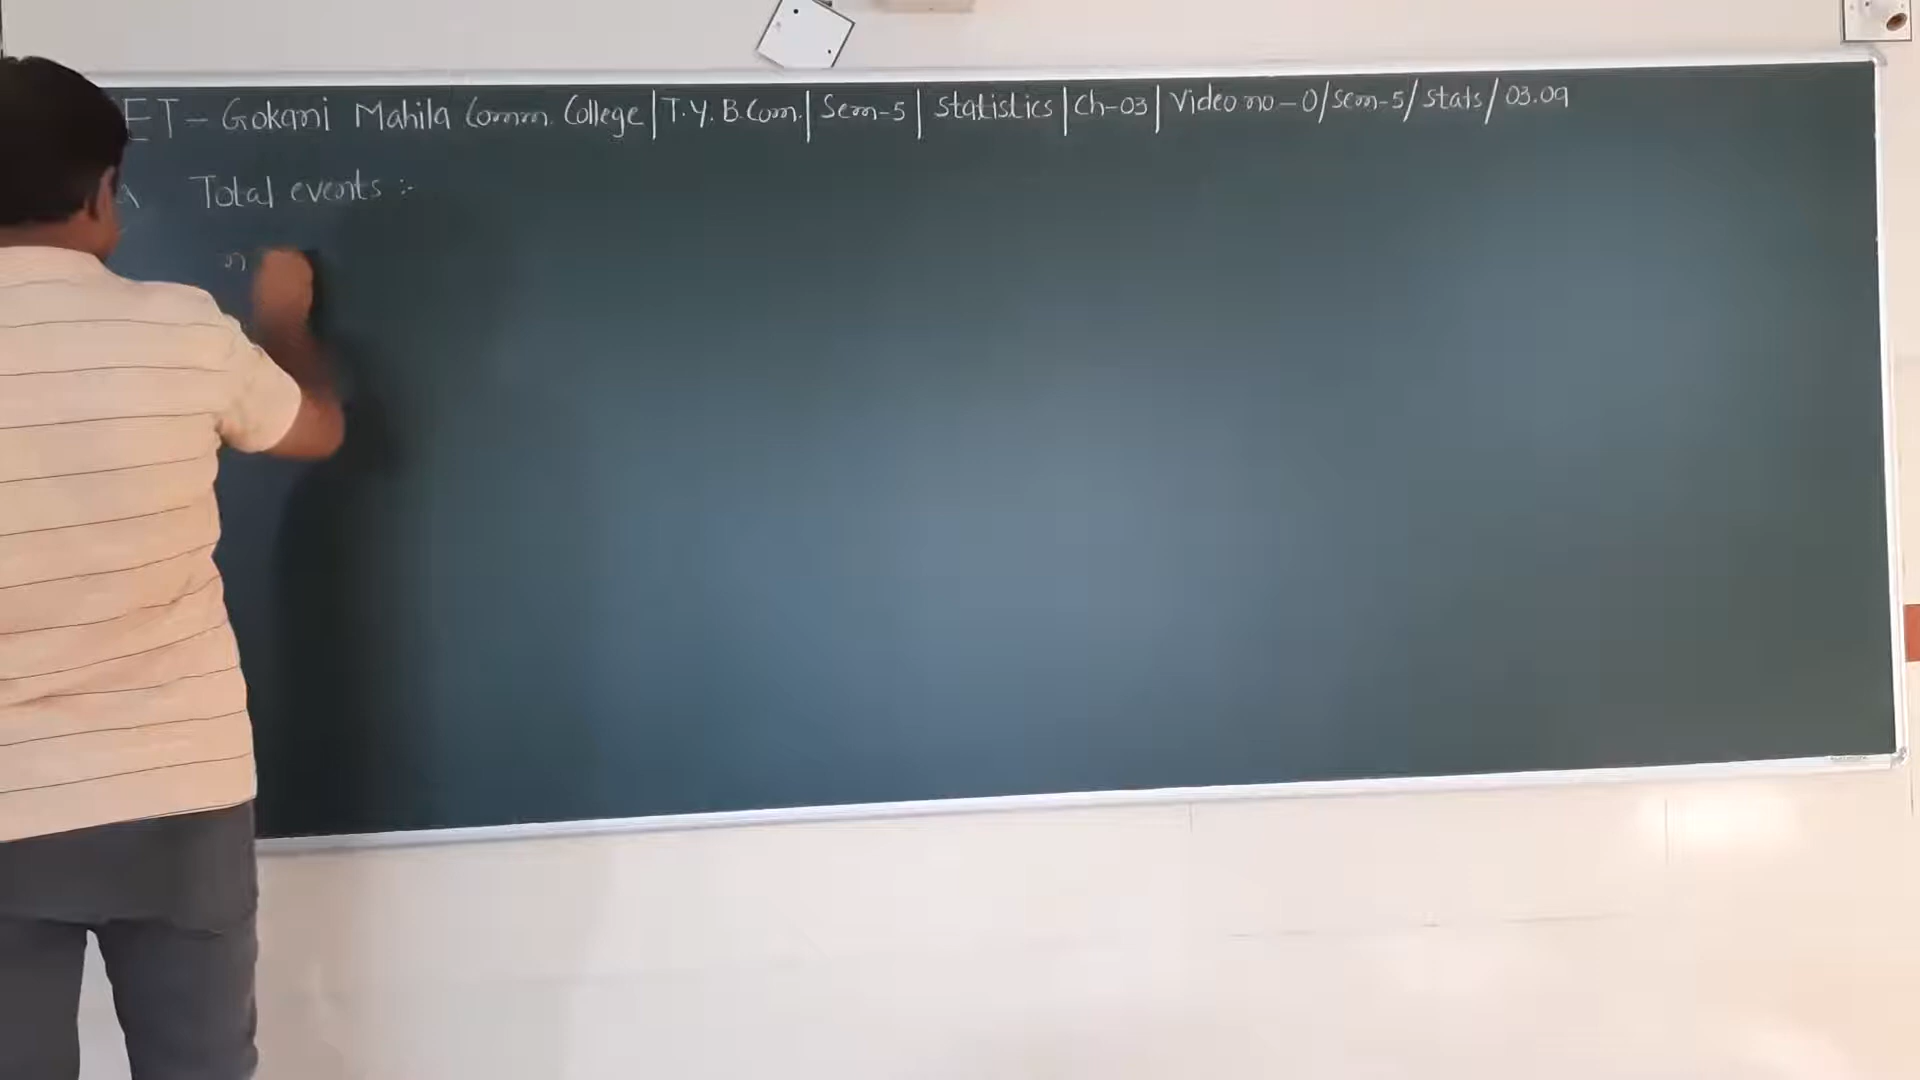 ET - Gokani Mahila Comm. College | T.Y. B.Com. | Sem-5 | Statistics | Ch-03 | Video no - 0/sem-5/stats/03.09
Total events :-
n